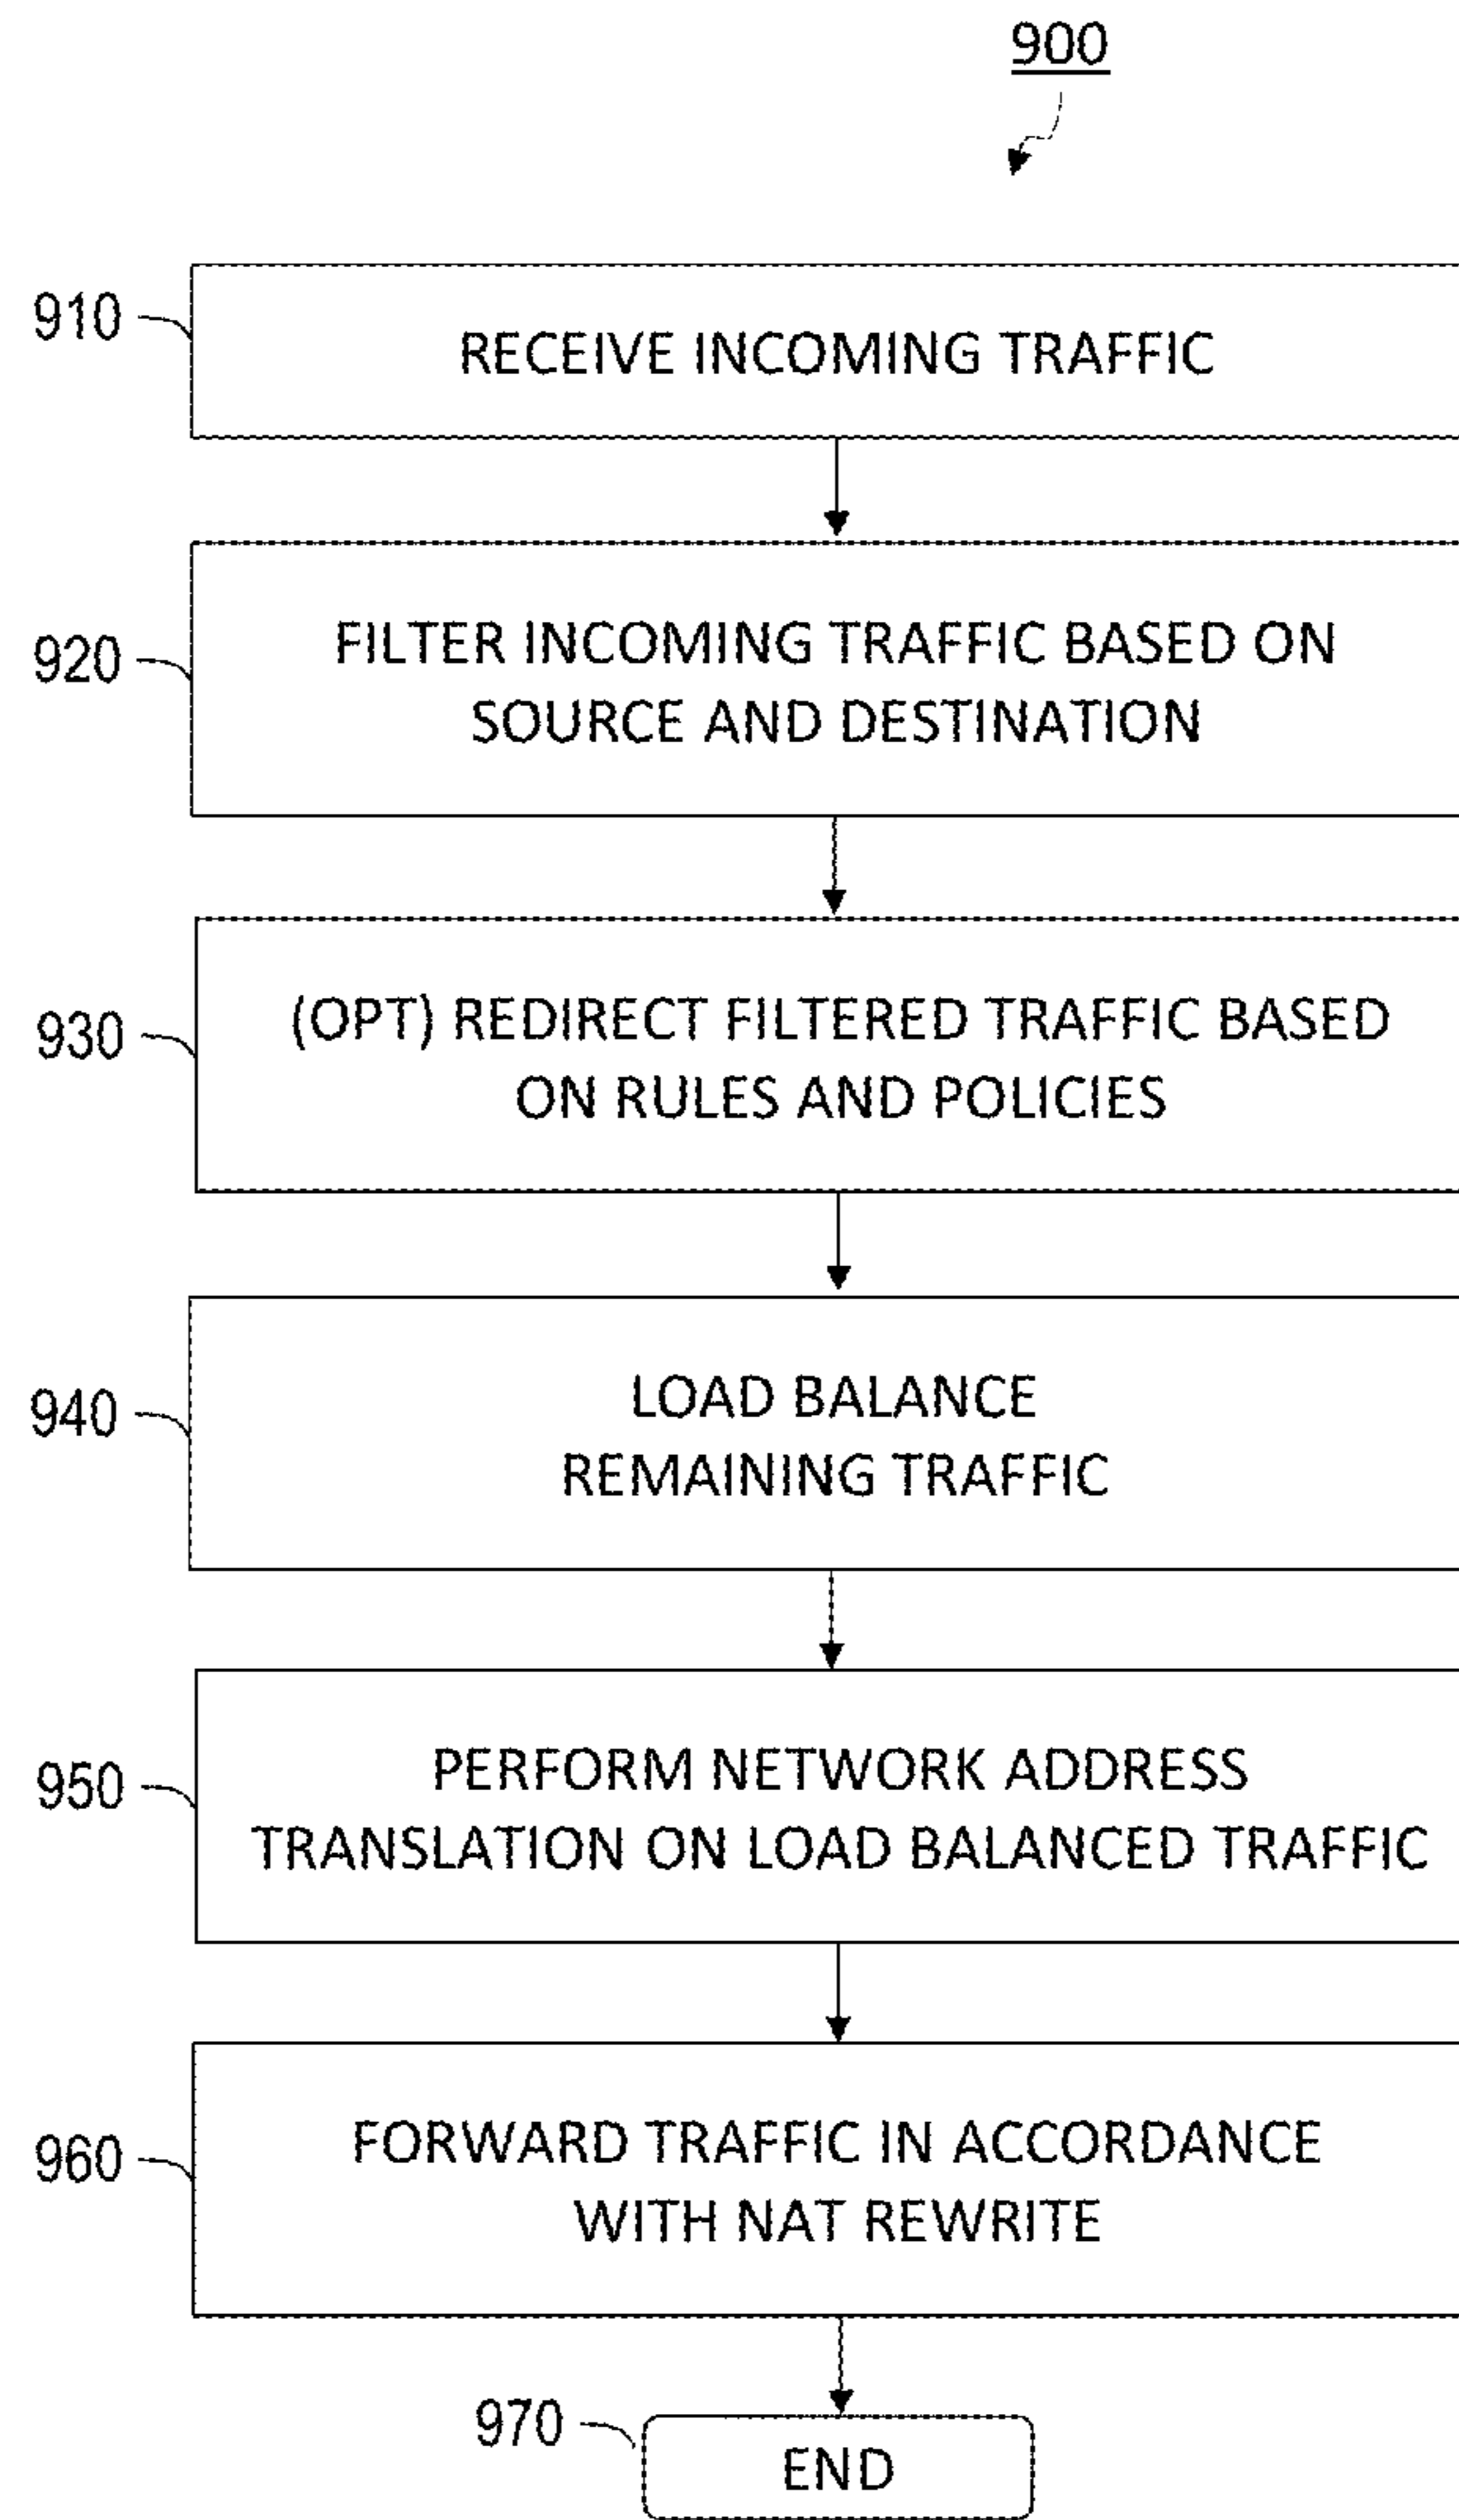 900
910
RECEIVE INCOMING TRAFFIC
920
FILTER INCOMING TRAFFIC BASED ON
SOURCE AND DESTINATION
930
(OPT) REDIRECT FILTERED TRAFFIC BASED
ON RULES AND POLICIES
940
LOAD BALANCE
REMAINING TRAFFIC
950
PERFORM NETWORK ADDRESS
TRANSLATION ON LOAD BALANCED TRAFFIC
960
FORWARD TRAFFIC IN ACCORDANCE
WITH NAT REWRITE
970
END